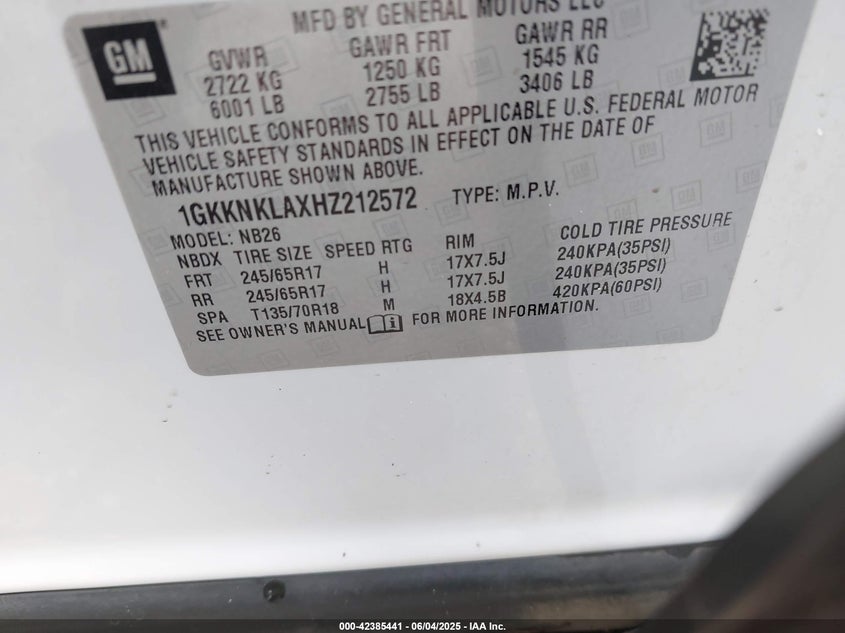 MFD BY GENERAL MOTORS LLC
GM
GVWR GAWR FRT GAWR RR
2722 KG 1250 KG 1545 KG
6001 LB 2755 LB 3406 LB
THIS VEHICLE CONFORMS TO ALL APPLICABLE U.S. FEDERAL MOTOR
VEHICLE SAFETY STANDARDS IN EFFECT ON THE DATE OF
MANUFACTURE SHOWN ABOVE.
1GKKNKLAXHZ212572 TYPE: M.P.V.
MODEL: NB26
NBDX TIRE SIZE SPEED RTG RIM COLD TIRE PRESSURE
FRT 245/65R17 H 17X7.5J 240KPA(35PSI)
RR 245/65R17 H 17X7.5J 240KPA(35PSI)
SPA T135/70R18 M 18X4.5B 420KPA(60PSI)
SEE OWNER'S MANUAL FOR MORE INFORMATION.
000-42385441 | 06/04/2025 - IAA Inc.